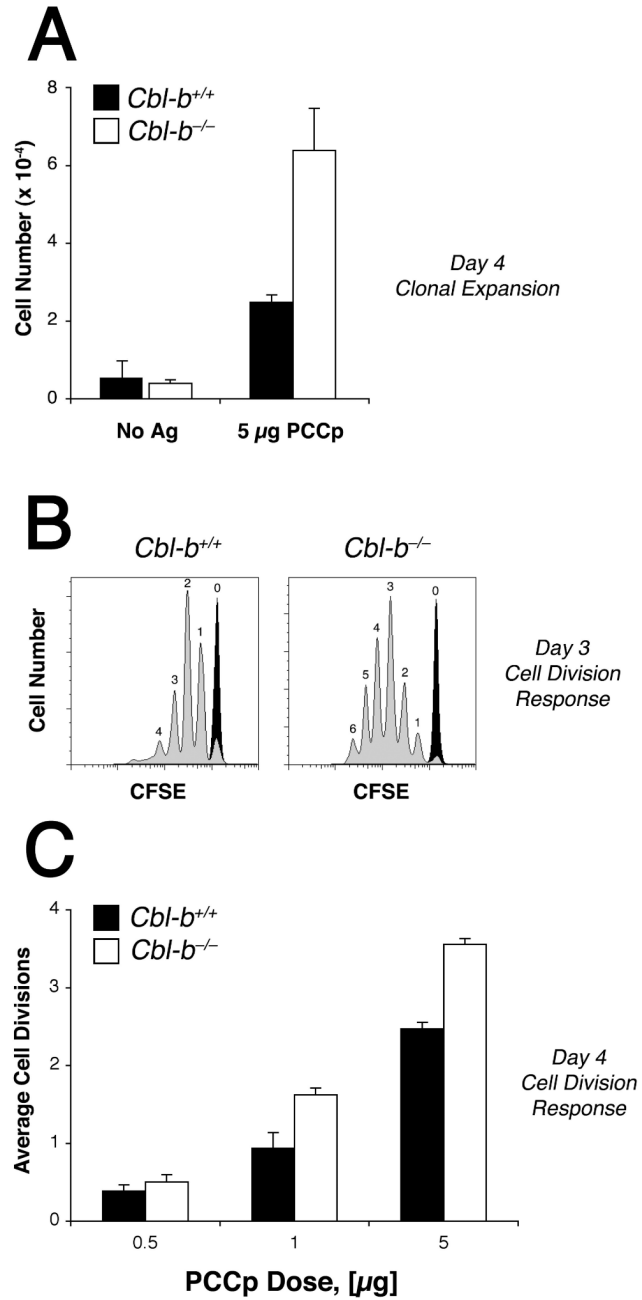 A
Cbl-b+/+
Cbl-b–/–
8
6
4
2
0
Cell Number (x 10-4)
No Ag
5 µg PCCp
Day 4
Clonal Expansion
B
Cbl-b+/+
Cbl-b–/–
Cell Number
4
3
2
1
0
6
5
4
3
2
1
0
CFSE
CFSE
Day 3
Cell Division
Response
C
Cbl-b+/+
Cbl-b–/–
4
3
2
1
0
Average Cell Divisions
0.5
1
5
PCCp Dose, [µg]
Day 4
Cell Division
Response